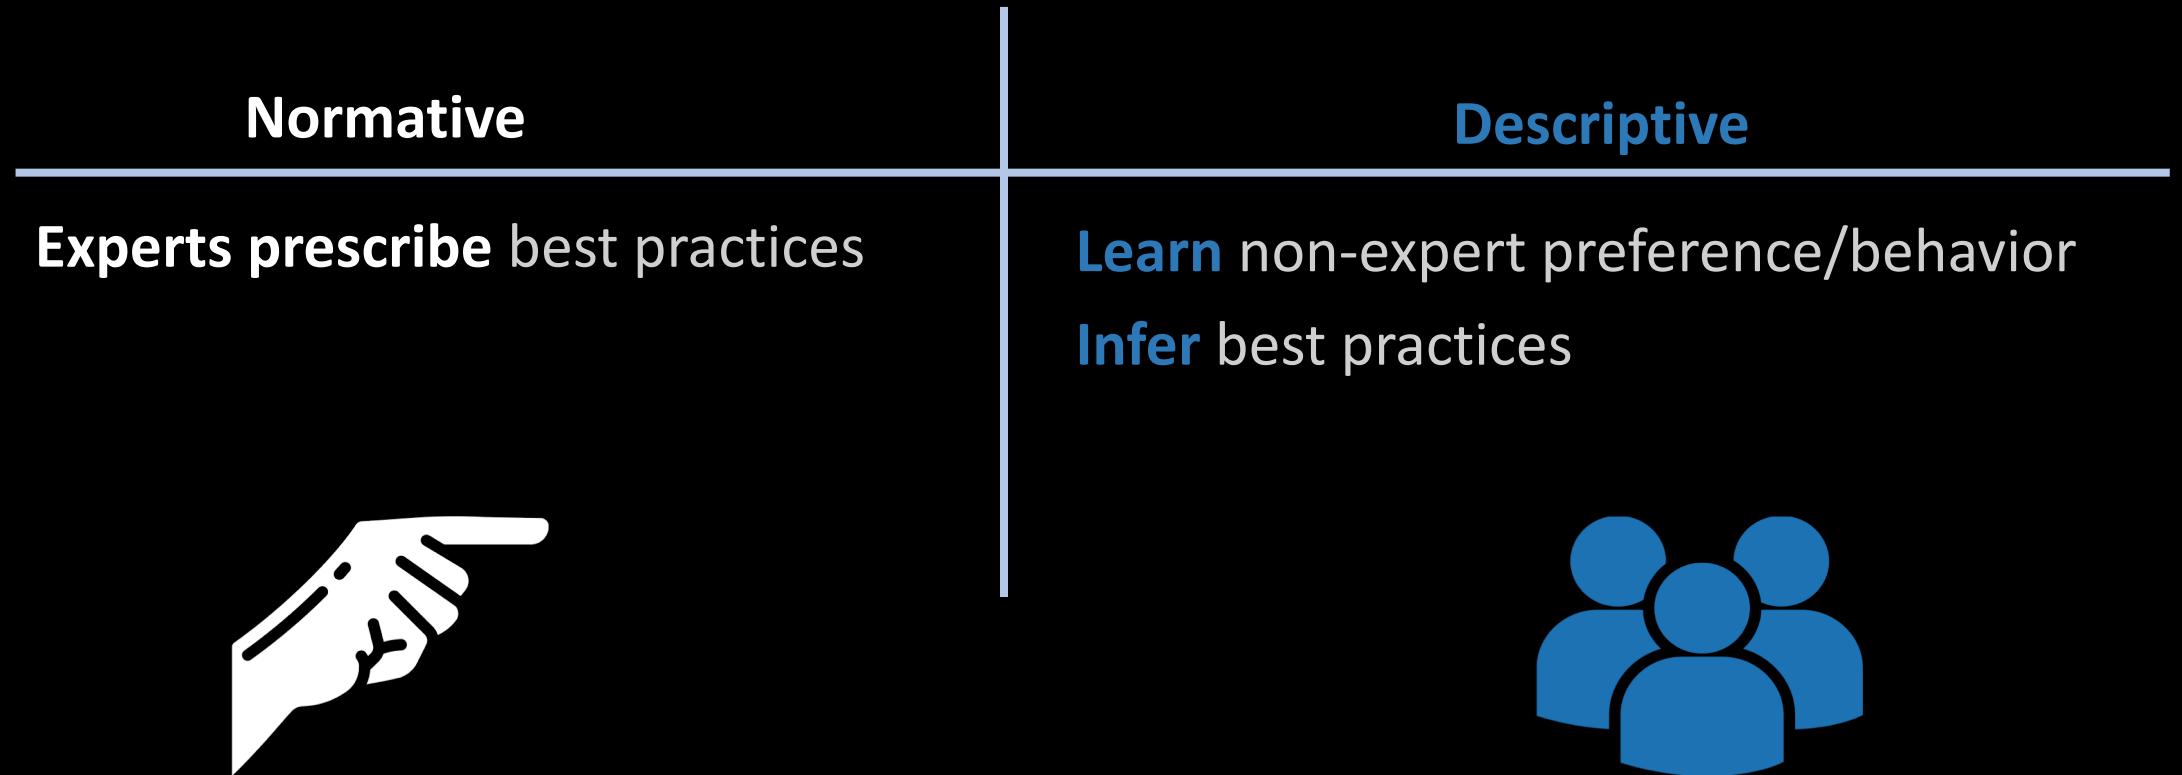 Normative
Descriptive
Experts prescribe best practices
Learn non-expert preference/behavior
Infer best practices